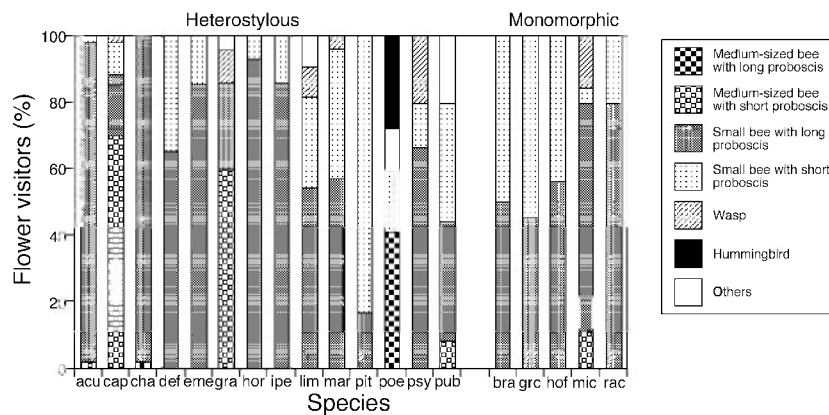 Heterostylous
Monomorphic
Flower visitors (%)
100
80
60
40
0
acu cap cha def eme gra hor ipe lim mar pit poe psy pub bra grc hof mic rac
Species
Medium-sized bee
with long proboscis
Medium-sized bee
with short proboscis
Small bee with long
proboscis
Small bee with short
proboscis
Wasp
Hummingbird
Others